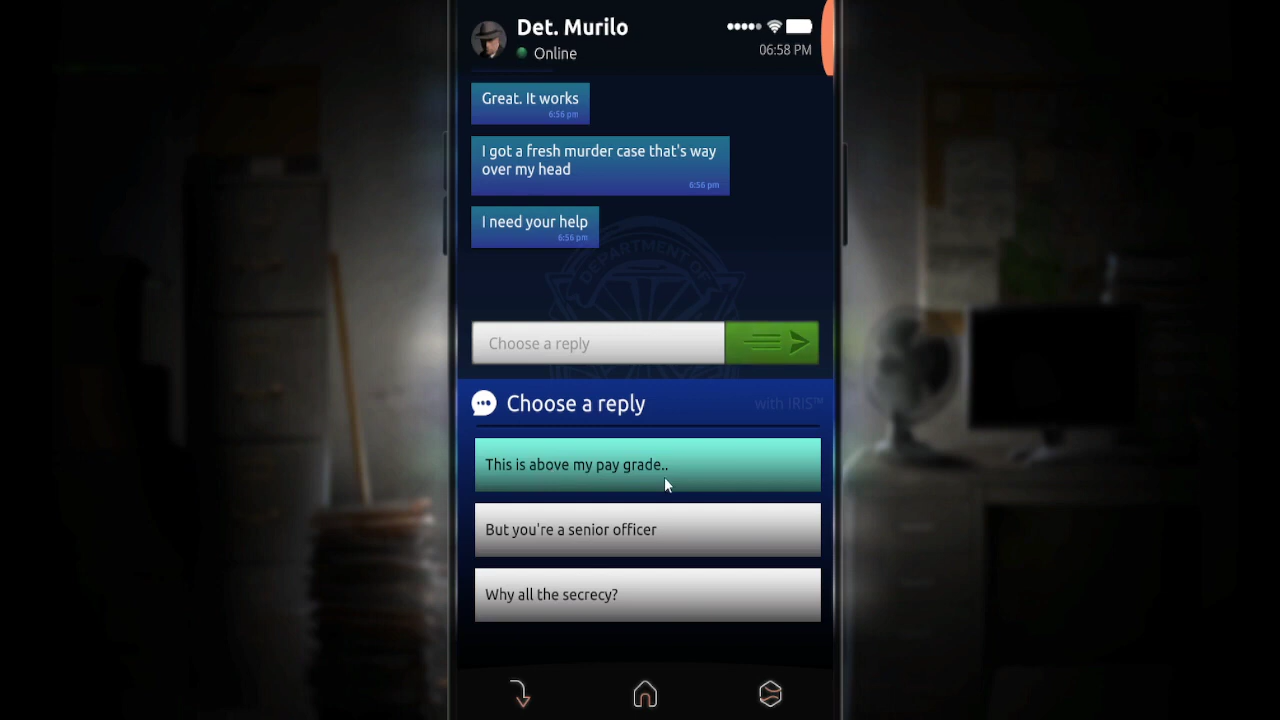 Det. Murilo
Online
06:58 PM
Great. It works
6:56 pm
I got a fresh murder case that's way
over my head
6:56 pm
I need your help
6:56 pm
DEPARTMENT OF
Choose a reply
Choose a reply
with IRIS™
This is above my pay grade..
But you're a senior officer
Why all the secrecy?